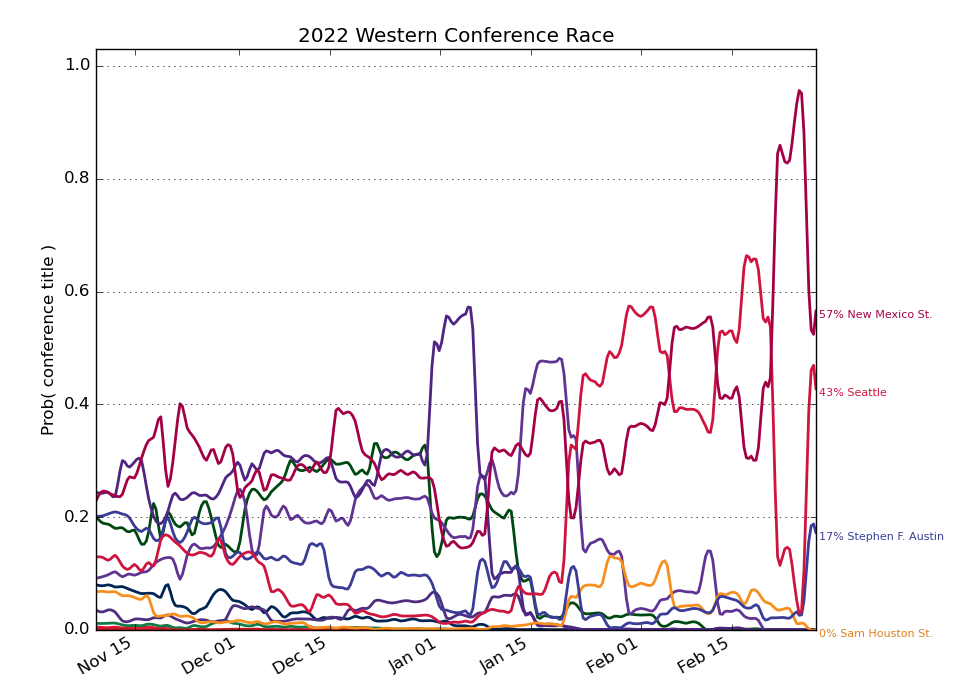 2022 Western Conference Race
1.0
0.8
0.6
0.4
0.2
0.0
Prob( conference title )
57% New Mexico St.
43% Seattle
17% Stephen F. Austin
0% Sam Houston St.
Nov 15
Dec 01
Dec 15
Jan 01
Jan 15
Feb 01
Feb 15